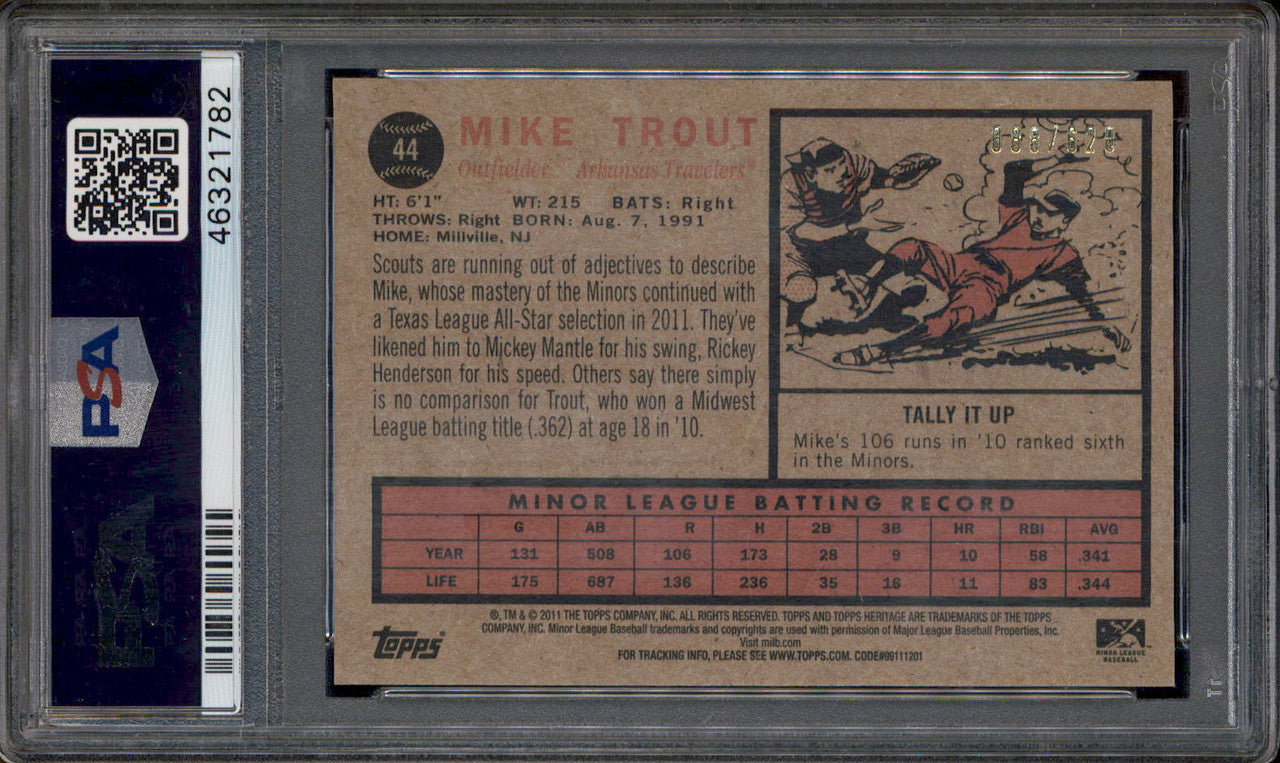 46321782
PSA
44
MIKE TROUT
Outfielder Arkansas Travelers®
HT: 6'1" WT: 215 BATS: Right
THROWS: Right BORN: Aug. 7, 1991
HOME: Millville, NJ
Scouts are running out of adjectives to describe
Mike, whose mastery of the Minors continued with
a Texas League All-Star selection in 2011. They've
likened him to Mickey Mantle for his swing, Rickey
Henderson for his speed. Others say there simply
is no comparison for Trout, who won a Midwest
League batting title (.362) at age 18 in '10.
TALLY IT UP
Mike's 106 runs in '10 ranked sixth
in the Minors.
MINOR LEAGUE BATTING RECORD
G AB R H 2B 3B HR RBI AVG
YEAR 131 508 106 173 28 9 10 58 .341
LIFE 175 687 136 236 35 16 11 83 .344
®, TM & © 2011 THE TOPPS COMPANY, INC. ALL RIGHTS RESERVED. TOPPS AND TOPPS HERITAGE ARE TRADEMARKS OF THE TOPPS
COMPANY, INC. Minor League Baseball trademarks and copyrights are used with permission of Major League Baseball Properties, Inc.
Visit milb.com
FOR TRACKING INFO, PLEASE SEE WWW.TOPPS.COM. CODE#99111201
topps
MINOR LEAGUE
BASEBALL